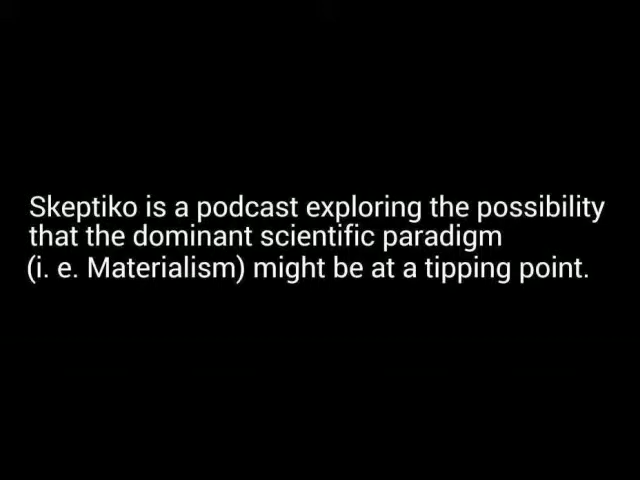 Skeptiko is a podcast exploring the possibility
that the dominant scientific paradigm
(i. e. Materialism) might be at a tipping point.